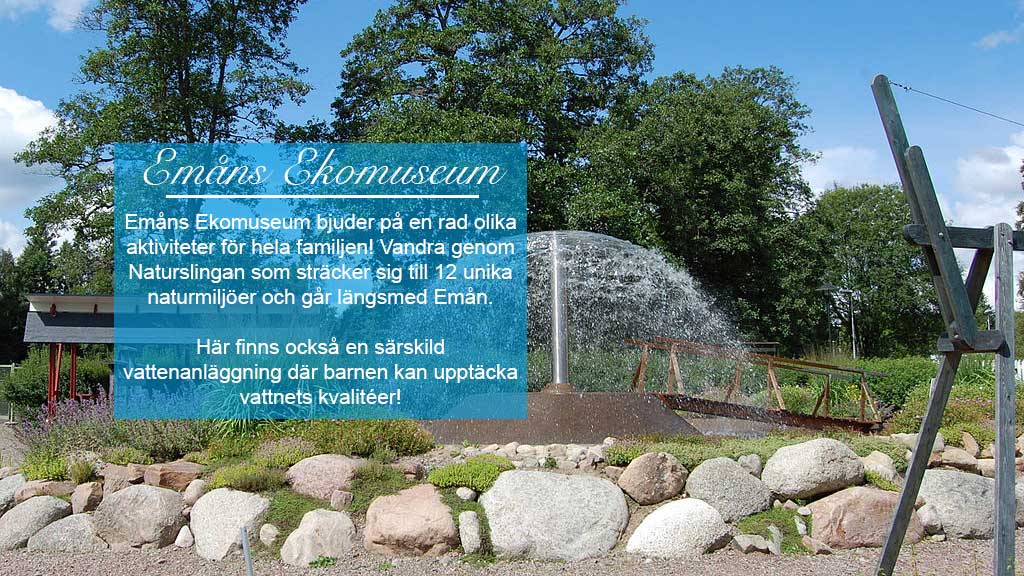 Emåns Ekomuseum
Emåns Ekomuseum bjuder på en rad olika
aktiviteter för hela familjen! Vandra genom
Naturslingan som sträcker sig till 12 unika
naturmiljöer och går längsmed Emån.
Här finns också en särskild
vattenanläggning där barnen kan upptäcka
vattnets kvalitéer!